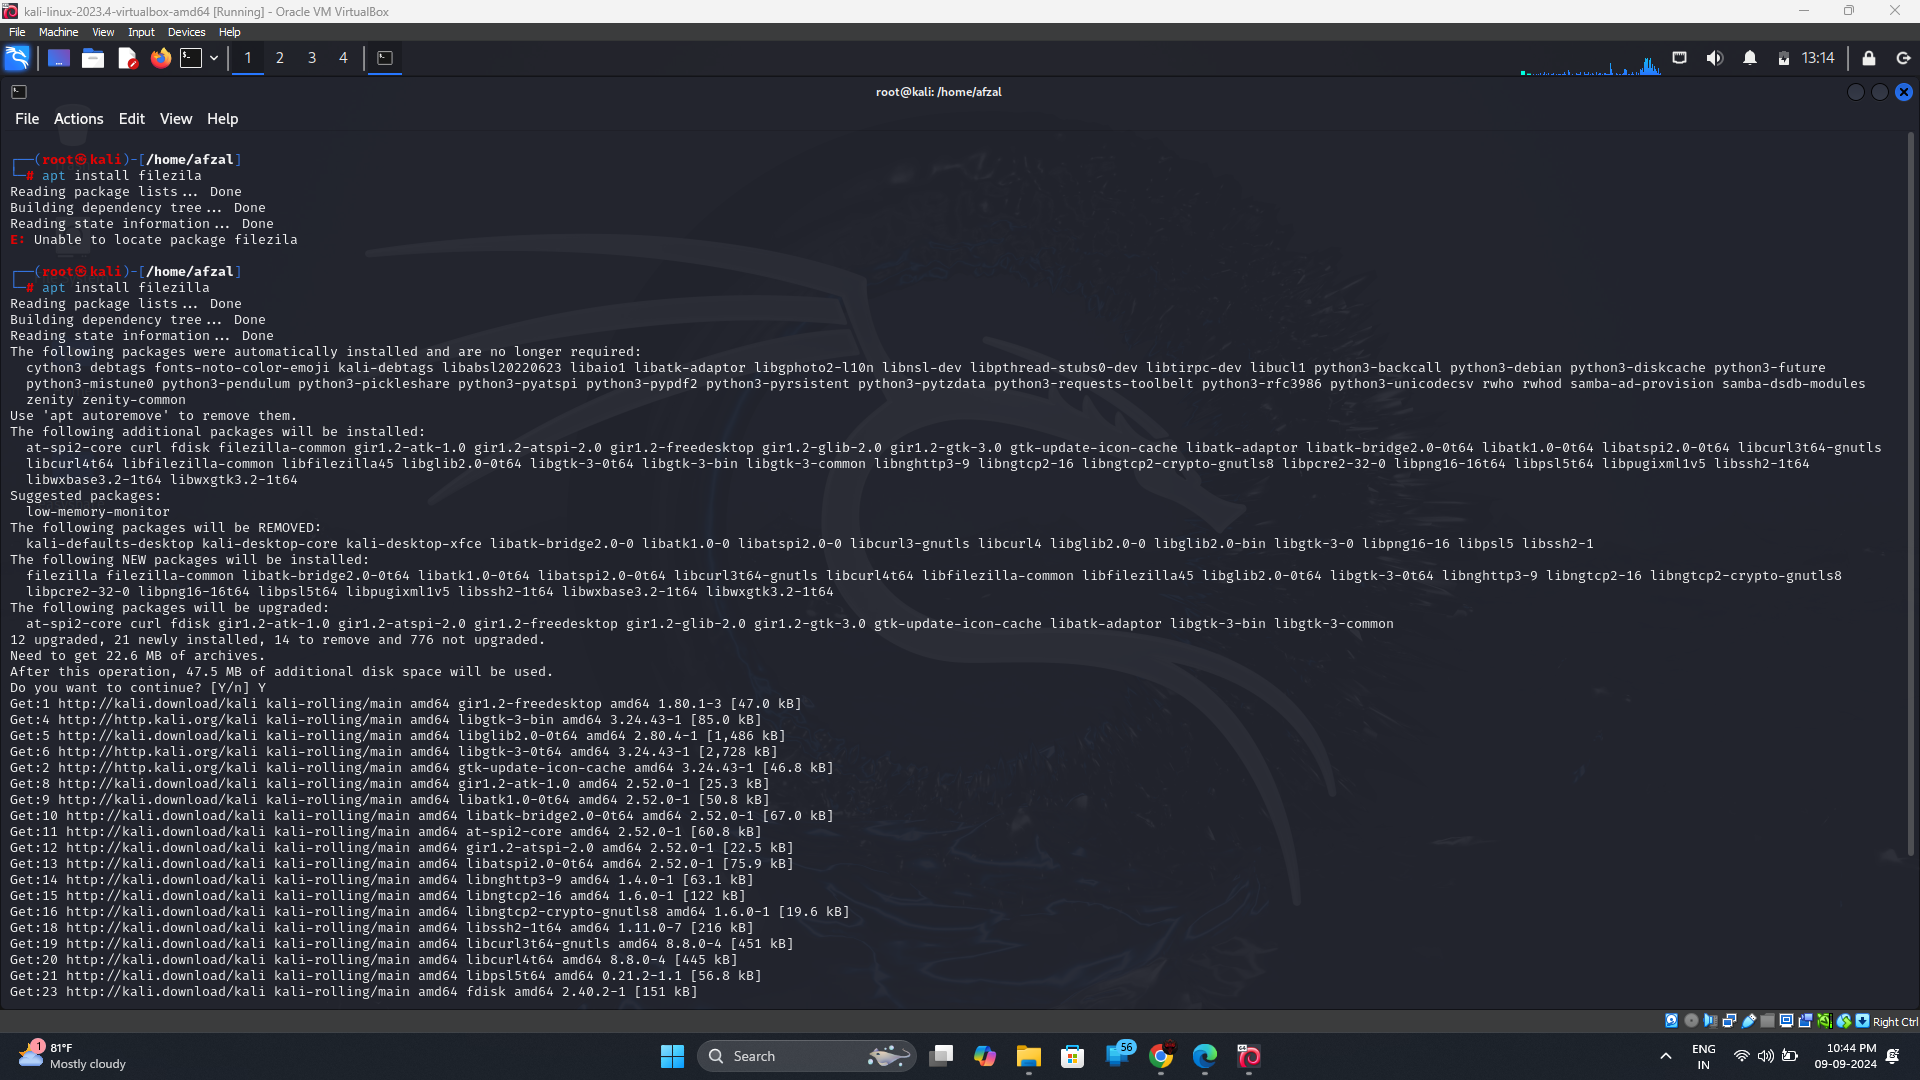 kali-linux-2023.4-virtualbox-amd64 [Running] - Oracle VM VirtualBox
File Machine View Input Devices Help
1 2 3 4
13:14
root@kali: /home/afzal
File Actions Edit View Help
┌──(root㉿kali)-[/home/afzal]
└─# apt install filezila
Reading package lists... Done
Building dependency tree... Done
Reading state information... Done
E: Unable to locate package filezila
┌──(root㉿kali)-[/home/afzal]
└─# apt install filezilla
Reading package lists... Done
Building dependency tree... Done
Reading state information... Done
The following packages were automatically installed and are no longer required:
cython3 debtags fonts-noto-color-emoji kali-debtags libabsl20220623 libaio1 libatk-adaptor libgphoto2-l10n libnsl-dev libpthread-stubs0-dev libtirpc-dev libucl1 python3-backcall python3-debian python3-diskcache python3-future
python3-mistune0 python3-pendulum python3-pickleshare python3-pyatspi python3-pypdf2 python3-pyrsistent python3-pytzdata python3-requests-toolbelt python3-rfc3986 python3-unicodecsv rwho rwhod samba-ad-provision samba-dsdb-modules
zenity zenity-common
Use 'apt autoremove' to remove them.
The following additional packages will be installed:
at-spi2-core curl fdisk filezilla-common gir1.2-atk-1.0 gir1.2-atspi-2.0 gir1.2-freedesktop gir1.2-glib-2.0 gir1.2-gtk-3.0 gtk-update-icon-cache libatk-adaptor libatk-bridge2.0-0t64 libatk1.0-0t64 libatspi2.0-0t64 libcurl3t64-gnutls
libcurl4t64 libfilezilla-common libfilezilla45 libglib2.0-0t64 libgtk-3-0t64 libgtk-3-bin libgtk-3-common libnghttp3-9 libngtcp2-16 libngtcp2-crypto-gnutls8 libpcre2-32-0 libpng16-16t64 libpsl5t64 libpugixml1v5 libssh2-1t64
libwxbase3.2-1t64 libwxgtk3.2-1t64
Suggested packages:
low-memory-monitor
The following packages will be REMOVED:
kali-defaults-desktop kali-desktop-core kali-desktop-xfce libatk-bridge2.0-0 libatk1.0-0 libatspi2.0-0 libcurl3-gnutls libcurl4 libglib2.0-0 libglib2.0-bin libgtk-3-0 libpng16-16 libpsl5 libssh2-1
The following NEW packages will be installed:
filezilla filezilla-common libatk-bridge2.0-0t64 libatk1.0-0t64 libatspi2.0-0t64 libcurl3t64-gnutls libcurl4t64 libfilezilla-common libfilezilla45 libglib2.0-0t64 libgtk-3-0t64 libnghttp3-9 libngtcp2-16 libngtcp2-crypto-gnutls8
libpcre2-32-0 libpng16-16t64 libpsl5t64 libpugixml1v5 libssh2-1t64 libwxbase3.2-1t64 libwxgtk3.2-1t64
The following packages will be upgraded:
at-spi2-core curl fdisk gir1.2-atk-1.0 gir1.2-atspi-2.0 gir1.2-freedesktop gir1.2-glib-2.0 gir1.2-gtk-3.0 gtk-update-icon-cache libatk-adaptor libgtk-3-bin libgtk-3-common
12 upgraded, 21 newly installed, 14 to remove and 776 not upgraded.
Need to get 22.6 MB of archives.
After this operation, 47.5 MB of additional disk space will be used.
Do you want to continue? [Y/n] Y
Get:1 http://kali.download/kali kali-rolling/main amd64 gir1.2-freedesktop amd64 1.80.1-3 [47.0 kB]
Get:4 http://http.kali.org/kali kali-rolling/main amd64 libgtk-3-bin amd64 3.24.43-1 [85.0 kB]
Get:5 http://kali.download/kali kali-rolling/main amd64 libglib2.0-0t64 amd64 2.80.4-1 [1,486 kB]
Get:6 http://http.kali.org/kali kali-rolling/main amd64 libgtk-3-0t64 amd64 3.24.43-1 [2,728 kB]
Get:2 http://http.kali.org/kali kali-rolling/main amd64 gtk-update-icon-cache amd64 3.24.43-1 [46.8 kB]
Get:8 http://kali.download/kali kali-rolling/main amd64 gir1.2-atk-1.0 amd64 2.52.0-1 [25.3 kB]
Get:9 http://kali.download/kali kali-rolling/main amd64 libatk1.0-0t64 amd64 2.52.0-1 [50.8 kB]
Get:10 http://kali.download/kali kali-rolling/main amd64 libatk-bridge2.0-0t64 amd64 2.52.0-1 [67.0 kB]
Get:11 http://kali.download/kali kali-rolling/main amd64 at-spi2-core amd64 2.52.0-1 [60.8 kB]
Get:12 http://kali.download/kali kali-rolling/main amd64 gir1.2-atspi-2.0 amd64 2.52.0-1 [22.5 kB]
Get:13 http://kali.download/kali kali-rolling/main amd64 libatspi2.0-0t64 amd64 2.52.0-1 [75.9 kB]
Get:14 http://kali.download/kali kali-rolling/main amd64 libnghttp3-9 amd64 1.4.0-1 [63.1 kB]
Get:15 http://kali.download/kali kali-rolling/main amd64 libngtcp2-16 amd64 1.6.0-1 [122 kB]
Get:16 http://kali.download/kali kali-rolling/main amd64 libngtcp2-crypto-gnutls8 amd64 1.6.0-1 [19.6 kB]
Get:18 http://kali.download/kali kali-rolling/main amd64 libssh2-1t64 amd64 1.11.0-7 [216 kB]
Get:19 http://kali.download/kali kali-rolling/main amd64 libcurl3t64-gnutls amd64 8.8.0-4 [451 kB]
Get:20 http://kali.download/kali kali-rolling/main amd64 libcurl4t64 amd64 8.8.0-4 [445 kB]
Get:21 http://kali.download/kali kali-rolling/main amd64 libpsl5t64 amd64 0.21.2-1.1 [56.8 kB]
Get:23 http://kali.download/kali kali-rolling/main amd64 fdisk amd64 2.40.2-1 [151 kB]
Right Ctrl
1
81°F
Mostly cloudy
Search
56
ENG
IN
10:44 PM
09-09-2024